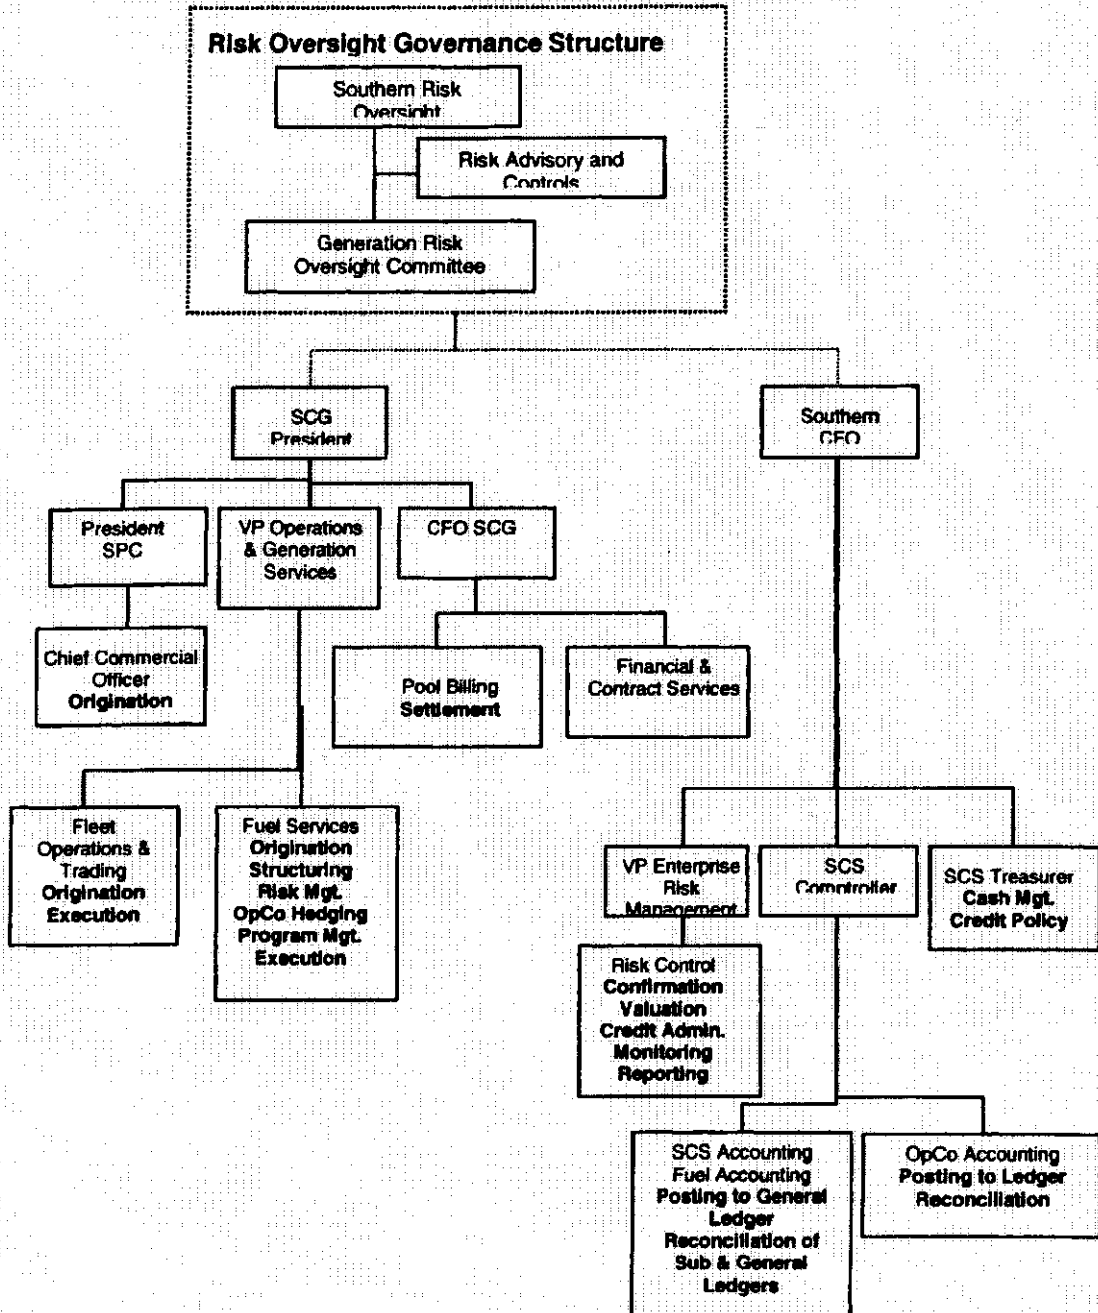 Risk Oversight Governance Structure
Southern Risk
Oversight
Risk Advisory and
Controls
Generation Risk
Oversight Committee
SCG
President
Southern
CFO
President
SPC
VP Operations
& Generation
Services
CFO SCG
Chief Commercial
Officer
Origination
Pool Billing
Settlement
Financial &
Contract Services
Fleet
Operations &
Trading
Origination
Execution
Fuel Services
Origination
Structuring
Risk Mgt.
OpCo Hedging
Program Mgt.
Execution
VP Enterprise
Risk
Management
SCS
Comptroller
SCS Treasurer
Cash Mgt.
Credit Policy
Risk Control
Confirmation
Valuation
Credit Admin.
Monitoring
Reporting
SCS Accounting
Fuel Accounting
Posting to General
Ledger
Reconciliation of
Sub & General
Ledgers
OpCo Accounting
Posting to Ledger
Reconciliation